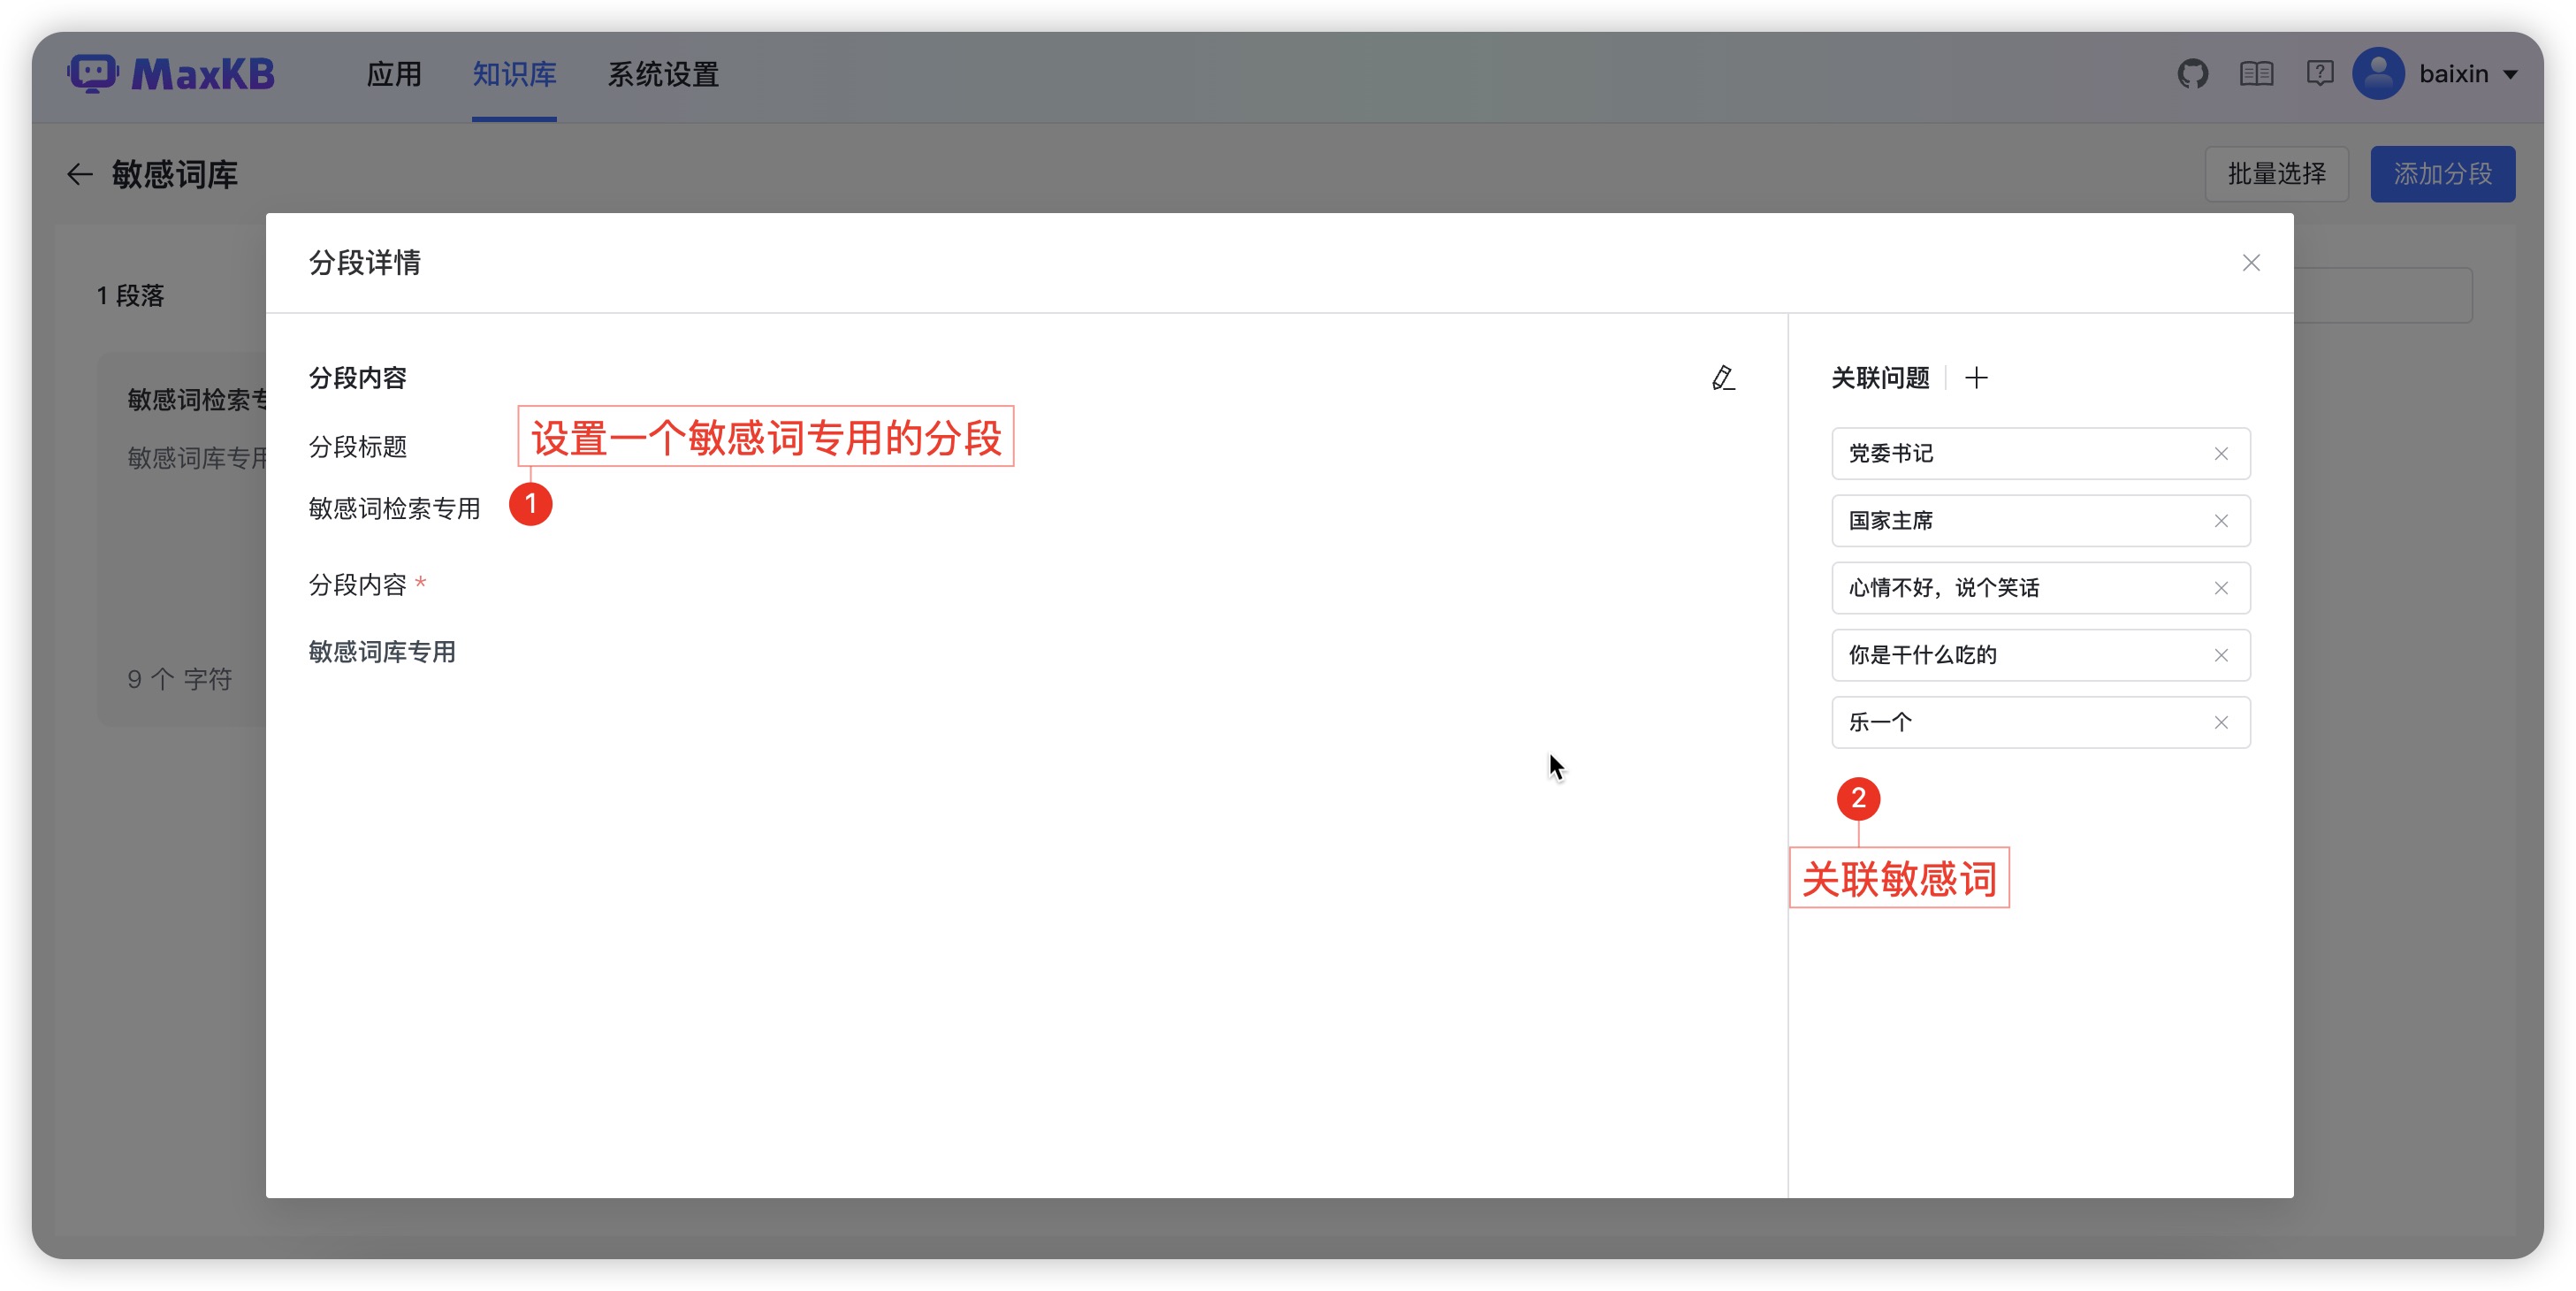 MaxKB 应用 知识库 系统设置 baixin
敏感词库 批量选择 添加分段
分段详情
1 段落
分段内容
关联问题
敏感词检索专
设置一个敏感词专用的分段
分段标题
敏感词库专用
1
敏感词检索专用
分段内容 *
敏感词库专用
9 个 字符
党委书记
国家主席
心情不好，说个笑话
你是干什么吃的
乐一个
2
关联敏感词